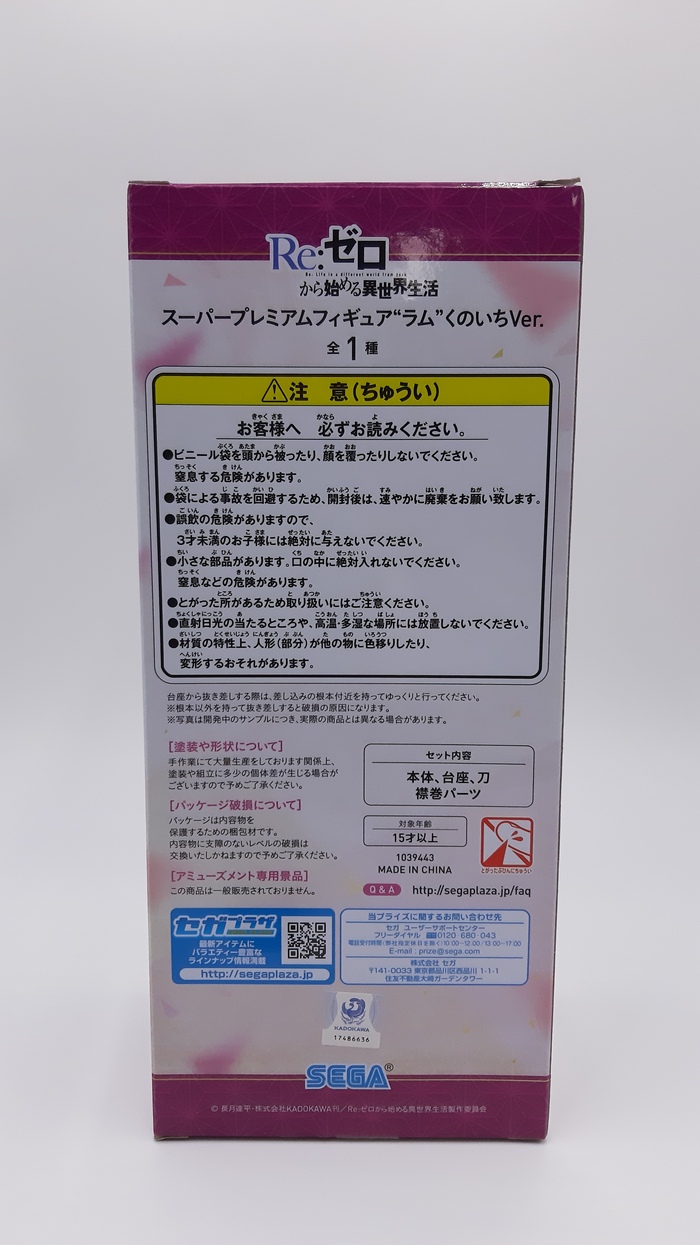 Re:ゼロ
Re: Life in a different world from zero
から始める異世界生活
スーパープレミアムフィギュア“ラム”くのいちVer.
全1種
⚠注 意(ちゅうい)
お客様へ 必ずお読みください。
●ビニール袋を頭から被ったり、顔を覆ったりしないでください。
窒息する危険があります。
●袋による事故を回避するため、開封後は、速やかに廃棄をお願い致します。
●誤飲の危険がありますので、
3才未満のお子様には絶対に与えないでください。
●小さな部品があります。口の中に絶対入れないでください。
窒息などの危険があります。
●とがった所があるため取り扱いにはご注意ください。
●直射日光の当たるところや、高温・多湿な場所には放置しないでください。
●材質の特性上、人形(部分)が他の物に色移りしたり、
変形するおそれがあります。
台座から抜き差しする際は、差し込みの根本付近を持ってゆっくりと行ってください。
※根本以外を持って抜き差しすると破損の原因になります。
※写真は開発中のサンプルにつき、実際の商品とは異なる場合があります。
[塗装や形状について]
手作業にて大量生産をしております関係上、
塗装や組立に多少の個体差が生じる場合が
ございますので予めご了承ください。
[パッケージ破損について]
パッケージは内容物を
保護するための梱包材です。
内容物に支障のないレベルの破損は
交換いたしかねますので予めご了承ください。
[アミューズメント専用景品]
この商品は一般販売されておりません。
セット内容
本体、台座、刀
襟巻パーツ
対象年齢
15才以上
1039443
MADE IN CHINA
とがったぶひんにちゅうい
Q&A http://segaplaza.jp/faq
セガプラザ
最新アイテムに
バラエティー豊富な
ラインナップ情報満載
http://segaplaza.jp
当プライズに関するお問い合わせ先
セガ ユーザーサポートセンター
フリーダイヤル 0120-680-043
電話受付時間(弊社指定休日を除く)10:00-12:00/13:00-17:00
E-mail : prize@sega.com
株式会社 セガ
〒141-0033 東京都品川区西品川 1-1-1
住友不動産大崎ガーデンタワー
KADOKAWA
17486636
SEGA®
© 長月達平・株式会社KADOKAWA刊/Re:ゼロから始める異世界生活製作委員会